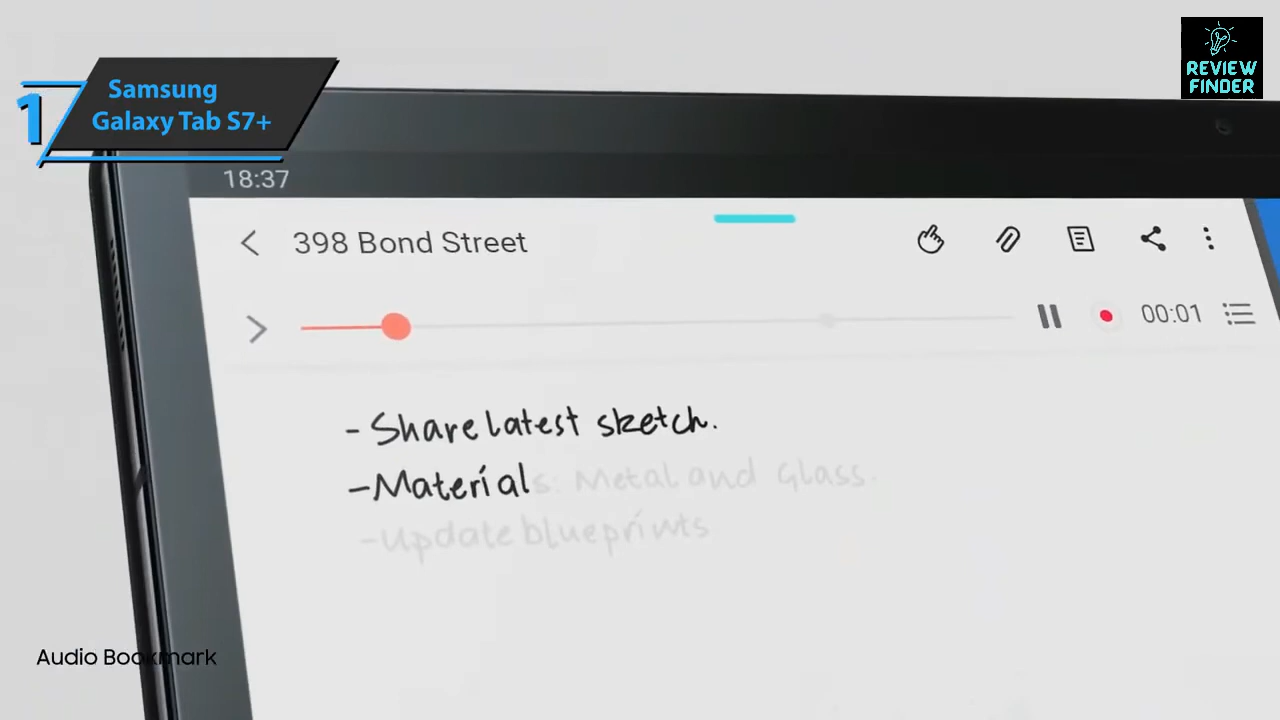 REVIEW
FINDER
1
Samsung
Galaxy Tab S7+
18:37
398 Bond Street
00:01
- Share latest sketch.
- Materials: Metal and Glass.
- Update blueprints
Audio Bookmark